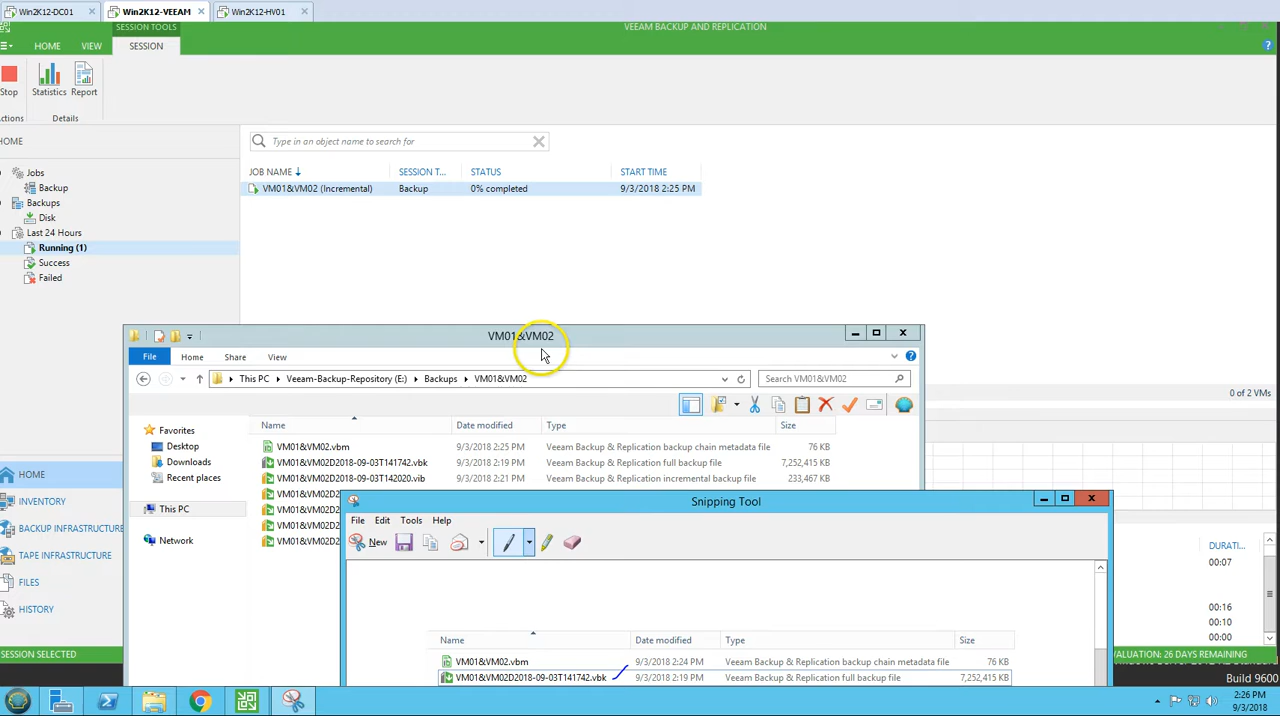 Win2K12-DC01 Win2K12-VEEAM Win2K12-HV01
SESSION TOOLS VEEAM BACKUP AND REPLICATION
HOME VIEW SESSION
Stop Statistics Report
ctions Details
HOME
Type in an object name to search for
Jobs
Backup
Backups
Disk
Last 24 Hours
Running (1)
Success
Failed
JOB NAME SESSION T... STATUS START TIME
VM01&VM02 (Incremental) Backup 0% completed 9/3/2018 2:25 PM
0 of 2 VMs
VM01&VM02
File Home Share View
This PC Veeam-Backup-Repository (E:) Backups VM01&VM02 Search VM01&VM02
Favorites
Desktop
Downloads
Recent places
This PC
Network
Name Date modified Type Size
VM01&VM02.vbm 9/3/2018 2:25 PM Veeam Backup & Replication backup chain metadata file 76 KB
VM01&VM02D2018-09-03T141742.vbk 9/3/2018 2:19 PM Veeam Backup & Replication full backup file 7,252,415 KB
VM01&VM02D2018-09-03T142020.vib 9/3/2018 2:21 PM Veeam Backup & Replication incremental backup file 233,467 KB
VM01&VM02D2
VM01&VM02D2
VM01&VM02D2
VM01&VM02D2
HOME
INVENTORY
BACKUP INFRASTRUCTURE
TAPE INFRASTRUCTURE
FILES
HISTORY
Snipping Tool
File Edit Tools Help
New
Name Date modified Type Size
VM01&VM02.vbm 9/3/2018 2:24 PM Veeam Backup & Replication backup chain metadata file 76 KB
VM01&VM02D2018-09-03T141742.vbk 9/3/2018 2:19 PM Veeam Backup & Replication full backup file 7,252,415 KB
DURATI...
00:07
00:16
00:10
00:00
SESSION SELECTED
VALUATION: 26 DAYS REMAINING
Build 9600
2:26 PM
9/3/2018